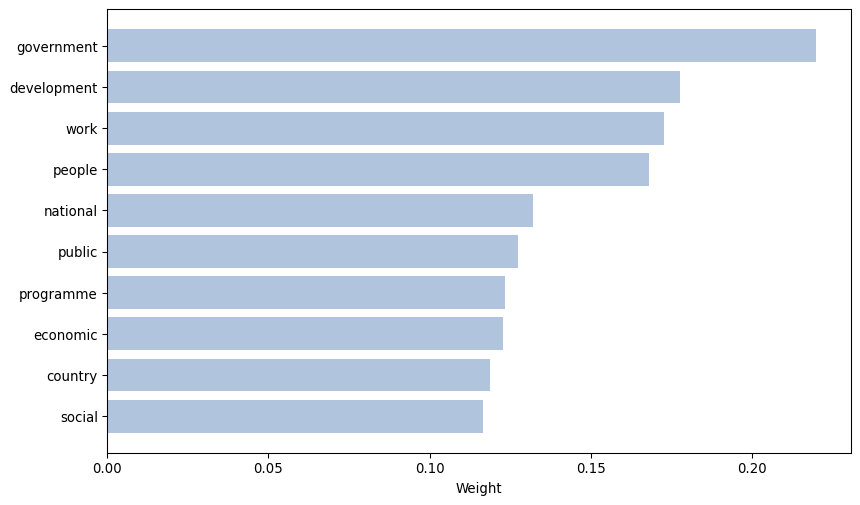 government
development
work
people
national
public
programme
economic
country
social
0.00 0.05 0.10 0.15 0.20
Weight